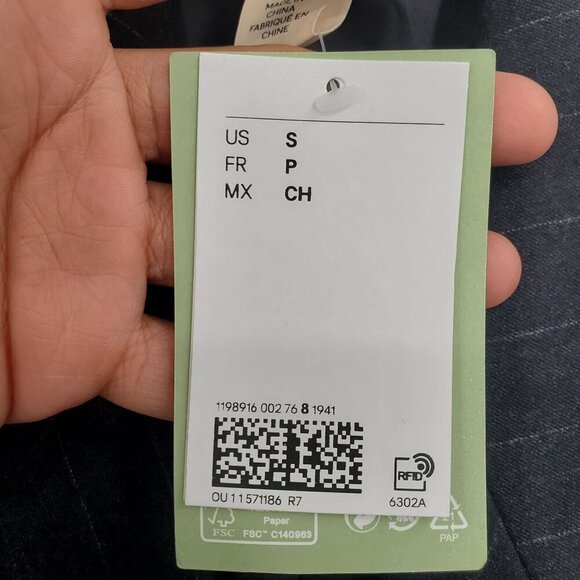 MADE IN
CHINA
FABRIQUÉ EN
CHINE
US S
FR P
MX CH
1198916 002 76 8 1941
RFID
OU 11571186 R7
6302A
Paper
FSC
FSC™ C140963
21
PAP